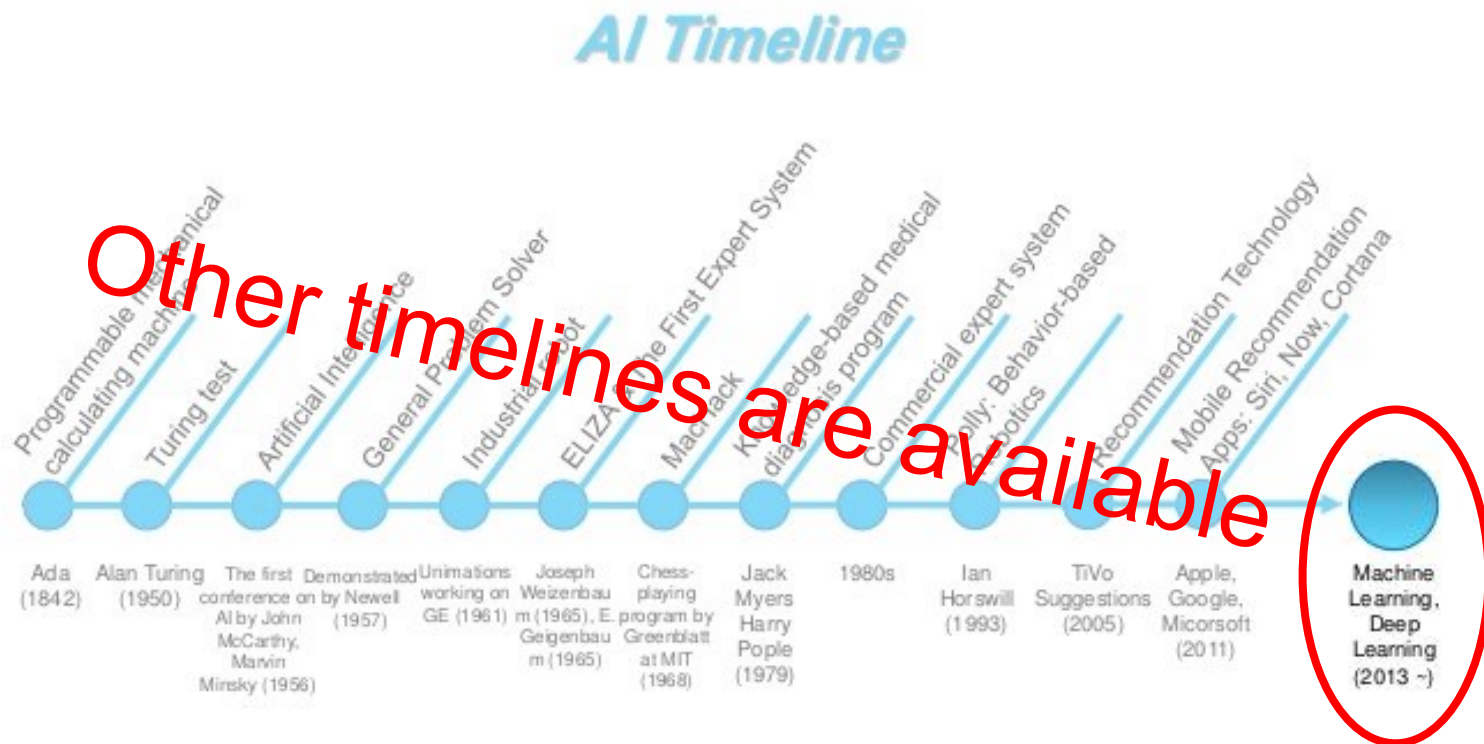 AI Timeline
Programmable mechanical
calculating machine
Turing test
Artificial Intelligence
General Problem Solver
Industrial robot
ELIZA, The First Expert System
MacHack
Knowledge-based medical
diagnosis program
Commercial expert system
Polly: Behavior-based
Robotics
Recommendation Technology
Mobile Recommendation
Apps: Siri, Now, Cortana
Other timelines are available
Ada
(1842)
Alan Turing
(1950)
The first
conference on
AI by John
McCarthy,
Marvin
Minsky (1956)
Demonstrated
by Newell
(1957)
Unimations
working on
GE (1961)
Joseph
Weizenbau
m (1965), E.
Geigenbau
m (1965)
Chess-
playing
program by
Greenblatt
at MIT
(1968)
Jack
Myers
Harry
Pople
(1979)
1980s
Ian
Horswill
(1993)
TiVo
Suggestions
(2005)
Apple,
Google,
Micorsoft
(2011)
Machine
Learning,
Deep
Learning
(2013 ~)